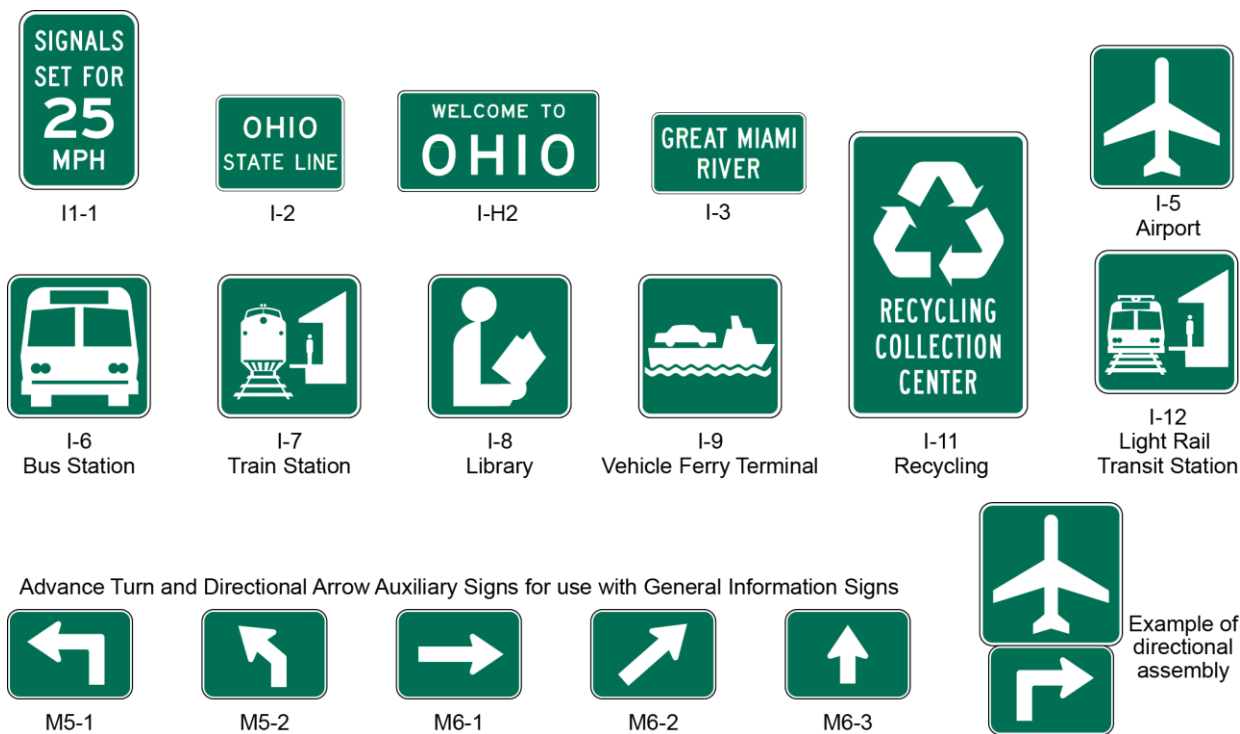 SIGNALS
SET FOR
25
MPH
I1-1
OHIO
STATE LINE
I-2
WELCOME TO
OHIO
I-H2
GREAT MIAMI
RIVER
I-3
I-5
Airport
I-6
Bus Station
I-7
Train Station
I-8
Library
I-9
Vehicle Ferry Terminal
RECYCLING
COLLECTION
CENTER
I-11
Recycling
I-12
Light Rail
Transit Station
Advance Turn and Directional Arrow Auxiliary Signs for use with General Information Signs
M5-1
M5-2
M6-1
M6-2
M6-3
Example of
directional
assembly